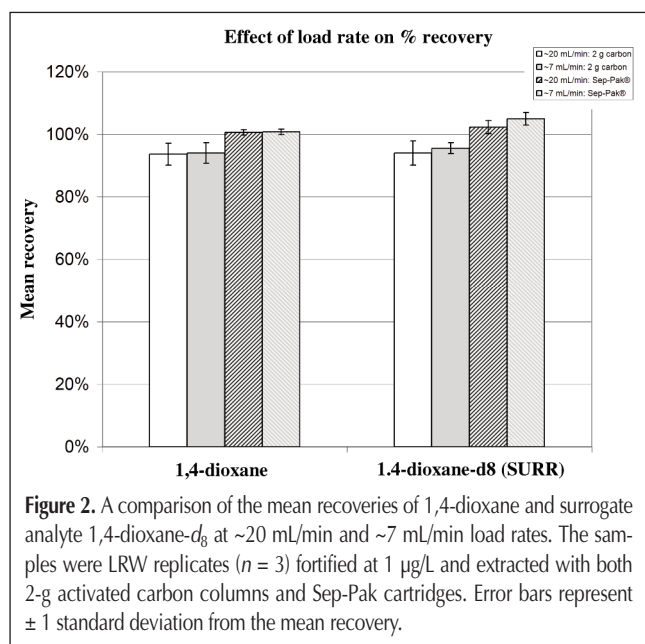 Effect of load rate on % recovery
~20 mL/min: 2 g carbon
~7 mL/min: 2 g carbon
~20 mL/min: Sep-Pak®
~7 mL/min: Sep-Pak®
120%
100%
80%
60%
40%
20%
0%
Mean recovery
1,4-dioxane
1.4-dioxane-d8 (SURR)
Figure 2. A comparison of the mean recoveries of 1,4-dioxane and surrogate
analyte 1,4-dioxane-d8 at ~20 mL/min and ~7 mL/min load rates. The sam-
ples were LRW replicates (n = 3) fortified at 1 µg/L and extracted with both
2-g activated carbon columns and Sep-Pak cartridges. Error bars represent
± 1 standard deviation from the mean recovery.